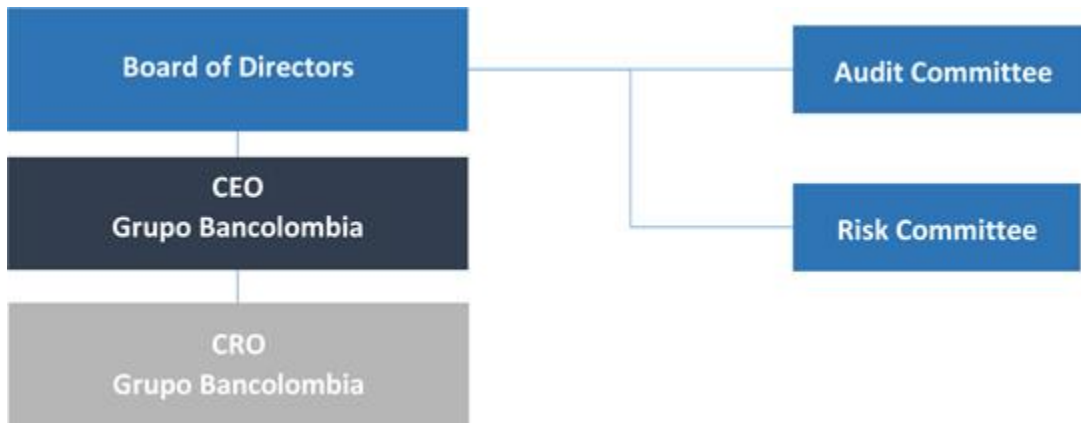 Board of Directors
Audit Committee
CEO
Grupo Bancolombia
Risk Committee
CRO
Grupo Bancolombia